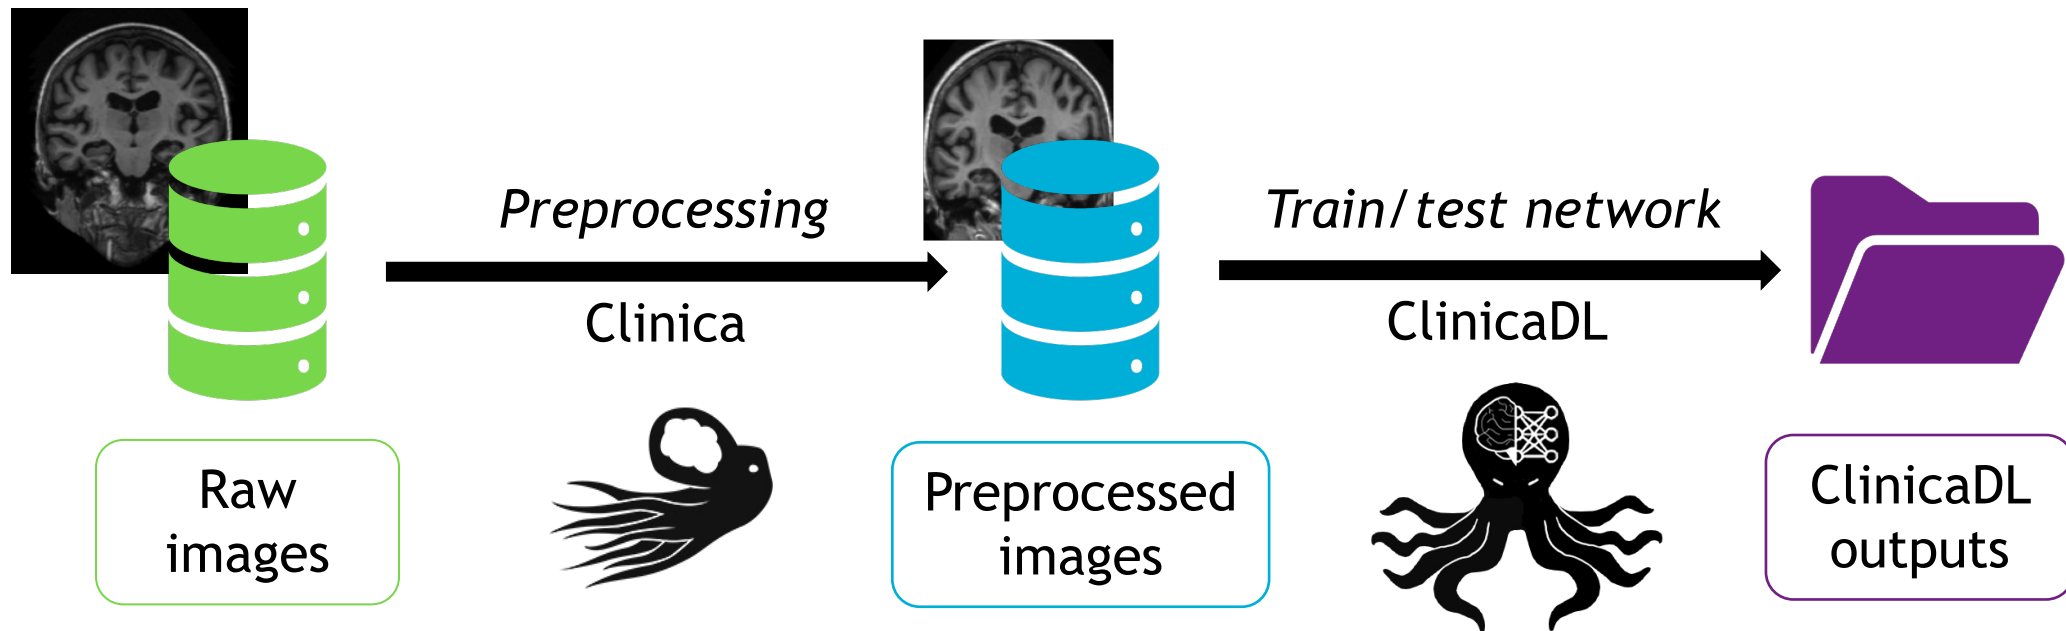 Preprocessing
Clinica
Train/test network
ClinicaDL
Raw
images
Preprocessed
images
ClinicaDL
outputs